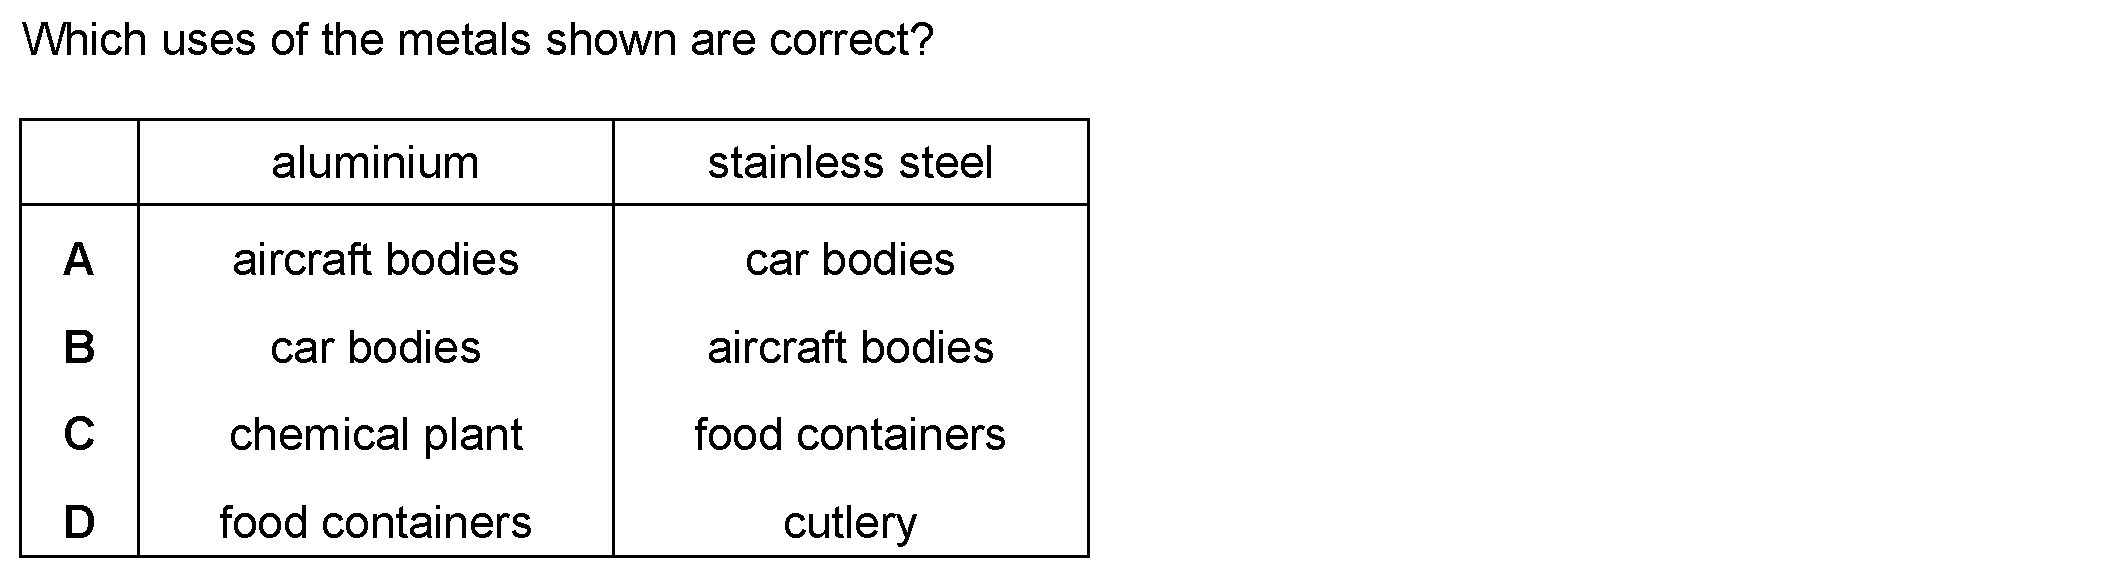 Which uses of the metals shown are correct?
aluminium stainless steel
A aircraft bodies car bodies
B car bodies aircraft bodies
C chemical plant food containers
D food containers cutlery